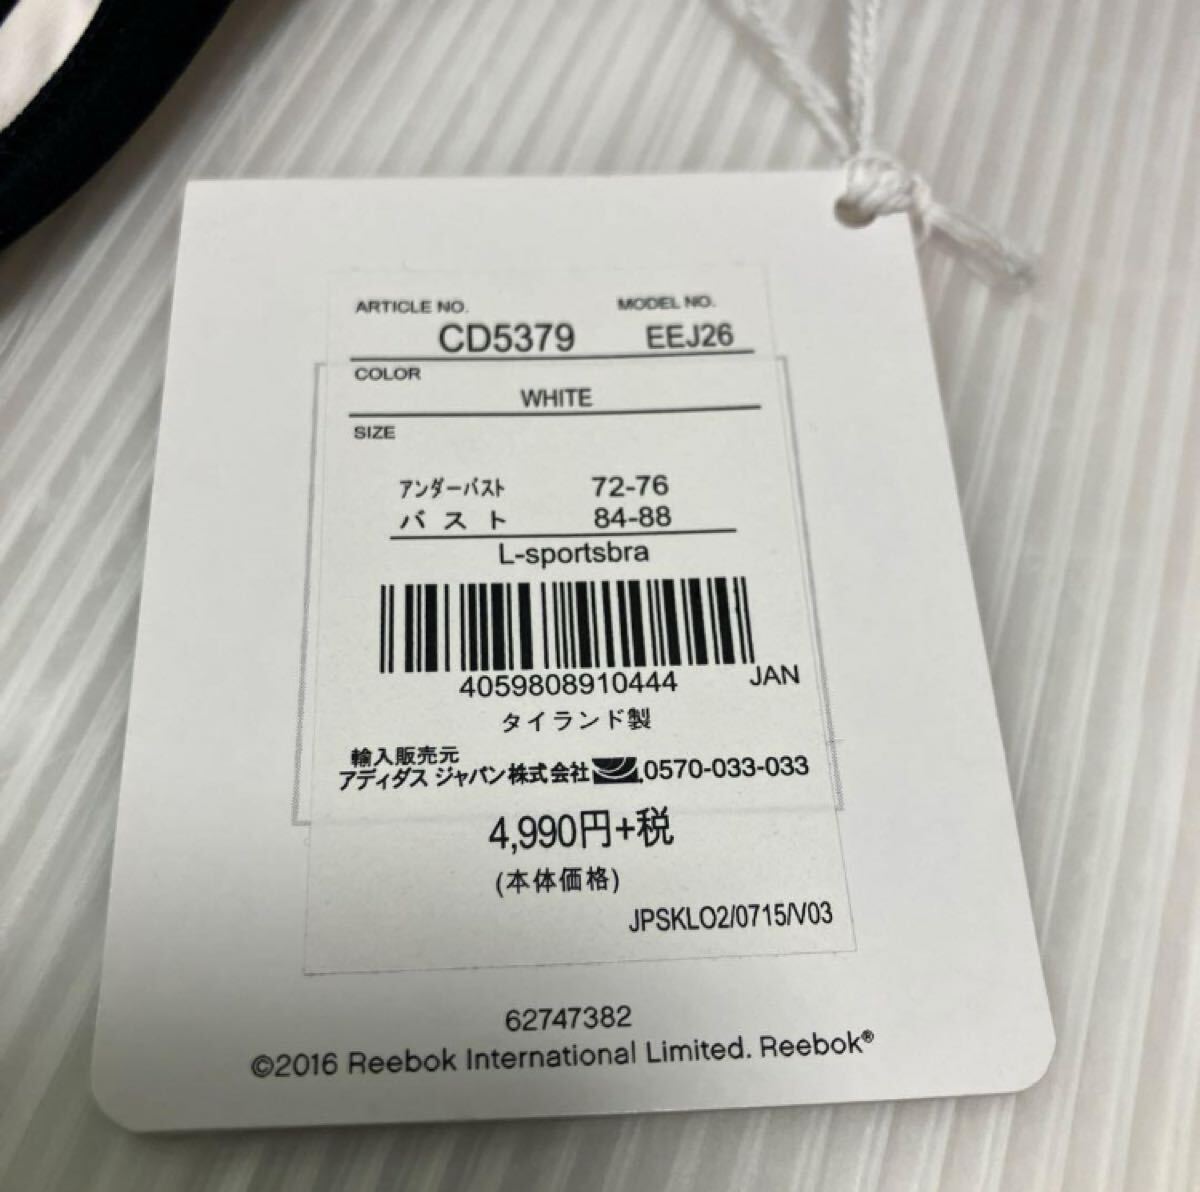 ARTICLE NO. MODEL NO.
CD5379 EEJ26
COLOR
WHITE
SIZE
アンダーバスト 72-76
バスト 84-88
L-sportsbra
4059808910444 JAN
タイランド製
輸入販売元
アディダス ジャパン株式会社 0570-033-033
4,990円+税
(本体価格)
JPSKLO2/0715/V03
62747382
©2016 Reebok International Limited. Reebok®